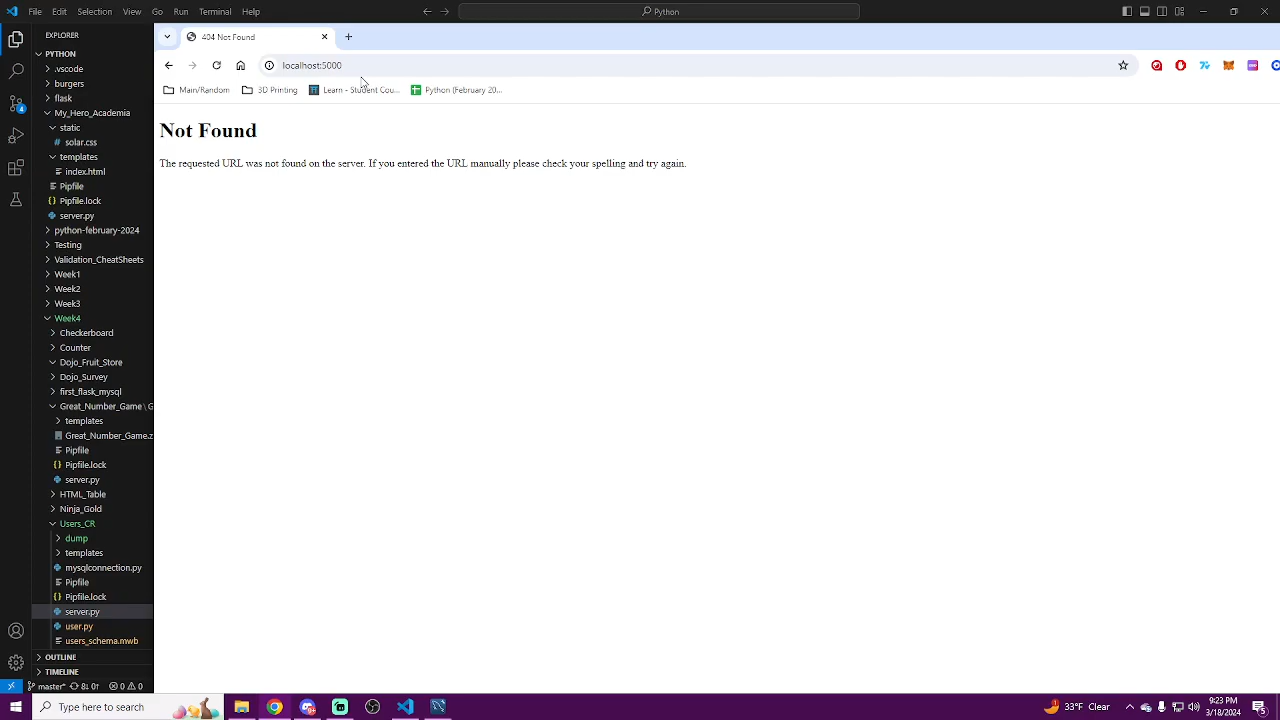 File Edit Selection View Go Run Terminal Help
Python
EXPLORER
PYTHON
.vscode
burgers
flask
My_Hero_Academia
static
solar.css
templates
index.html
Pipfile
Pipfile.lock
server.py
python-february-2024
Testing
Validation_CheatSheets
Week1
Week2
Week3
Week4
Checkerboard
Counter
Dojo_Fruit_Store
Dojo_Survey
first_flask_mysql
Great_Number_Game \ G
templates
Great_Number_Game.z
Pipfile
Pipfile.lock
server.py
HTML_Table
Ninja_Gold
Users_CR
dump
templates
mysqlconnection.py
Pipfile
Pipfile.lock
server.py
user.py
users_schema.mwb
OUTLINE
TIMELINE
master* 8↓ 0↑ 0 0
404 Not Found
localhost:5000
Main/Random 3D Printing Learn - Student Cou... Python (February 20...
Not Found
The requested URL was not found on the server. If you entered the URL manually please check your spelling and try again.
Type here to search
33°F Clear
9:23 PM
3/18/2024